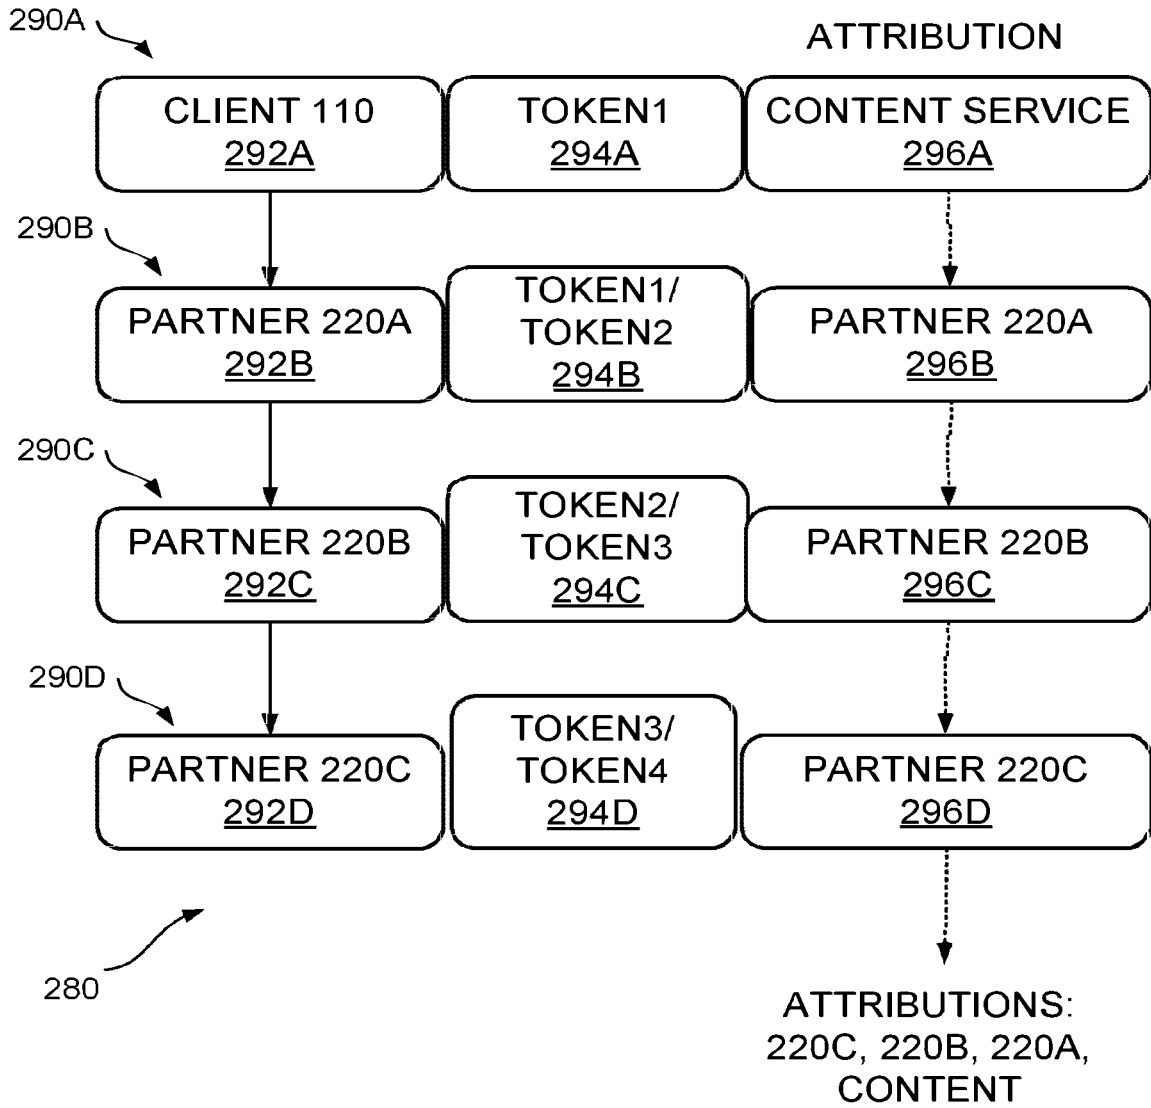 290A
ATTRIBUTION
CLIENT 110
292A
TOKEN1
294A
CONTENT SERVICE
296A
290B
PARTNER 220A
292B
TOKEN1/
TOKEN2
294B
PARTNER 220A
296B
290C
PARTNER 220B
292C
TOKEN2/
TOKEN3
294C
PARTNER 220B
296C
290D
PARTNER 220C
292D
TOKEN3/
TOKEN4
294D
PARTNER 220C
296D
280
ATTRIBUTIONS:
220C, 220B, 220A,
CONTENT